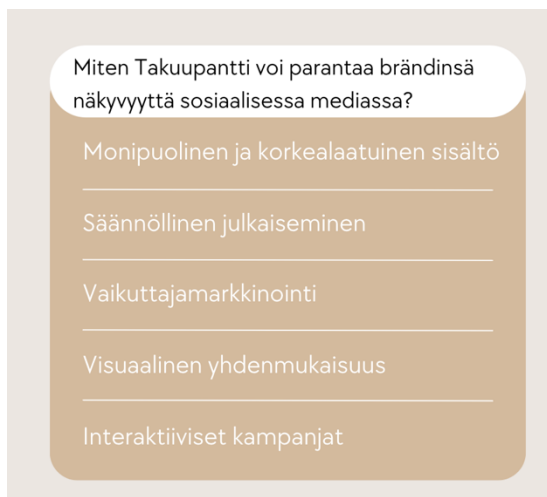 Miten Takuupantti voi parantaa brändinsä
näkyvyyttä sosiaalisessa mediassa?
Monipuolinen ja korkealaatuinen sisältö
Säännöllinen julkaiseminen
Vaikuttajamarkkinointi
Visuaalinen yhdenmukaisuus
Interaktiiviset kampanjat